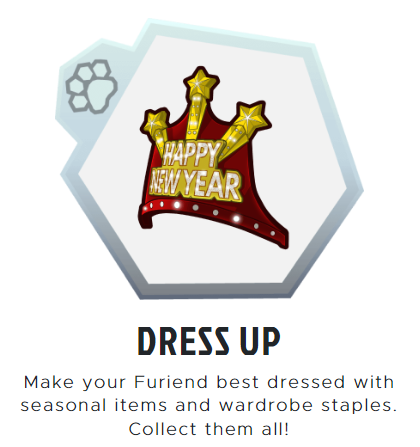 HAPPY
NEW YEAR
DRESS UP
Make your Furiend best dressed with
seasonal items and wardrobe staples.
Collect them all!